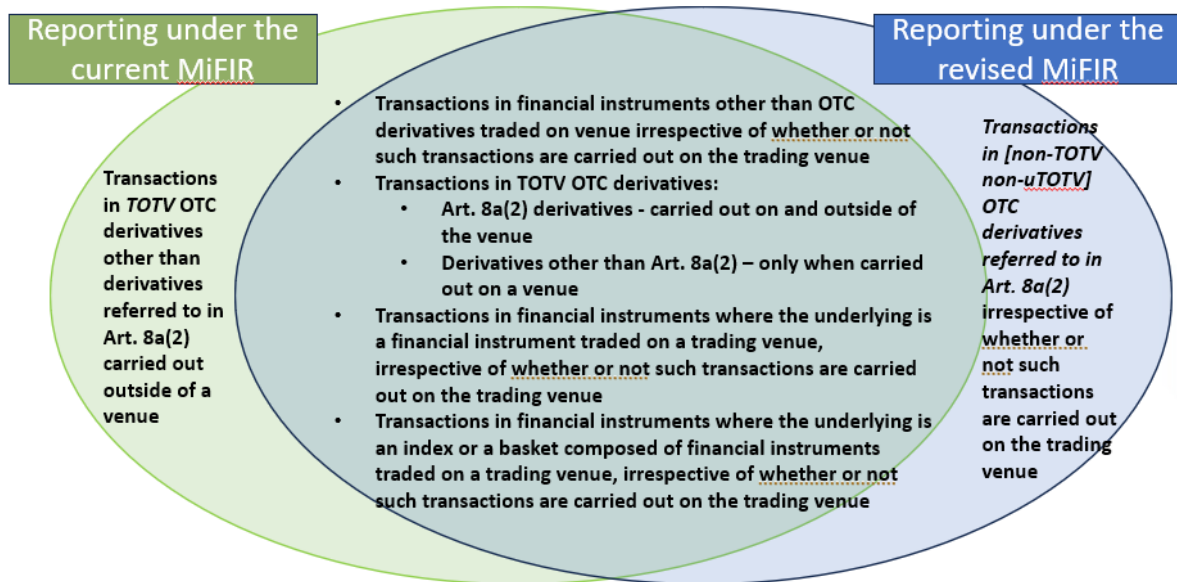 Reporting under the
current MiFIR
Reporting under the
revised MiFIR
Transactions
in TOTV OTC
derivatives
other than
derivatives
referred to in
Art. 8a(2)
carried out
outside of a
venue
• Transactions in financial instruments other than OTC
derivatives traded on venue irrespective of whether or not
such transactions are carried out on the trading venue
• Transactions in TOTV OTC derivatives:
• Art. 8a(2) derivatives - carried out on and outside of
the venue
• Derivatives other than Art. 8a(2) – only when carried
out on a venue
• Transactions in financial instruments where the underlying is
a financial instrument traded on a trading venue,
irrespective of whether or not such transactions are carried
out on the trading venue
• Transactions in financial instruments where the underlying is
an index or a basket composed of financial instruments
traded on a trading venue, irrespective of whether or not
such transactions are carried out on the trading venue
Transactions
in [non-TOTV
non-uTOTV]
OTC
derivatives
referred to in
Art. 8a(2)
irrespective of
whether or
not such
transactions
are carried out
on the trading
venue